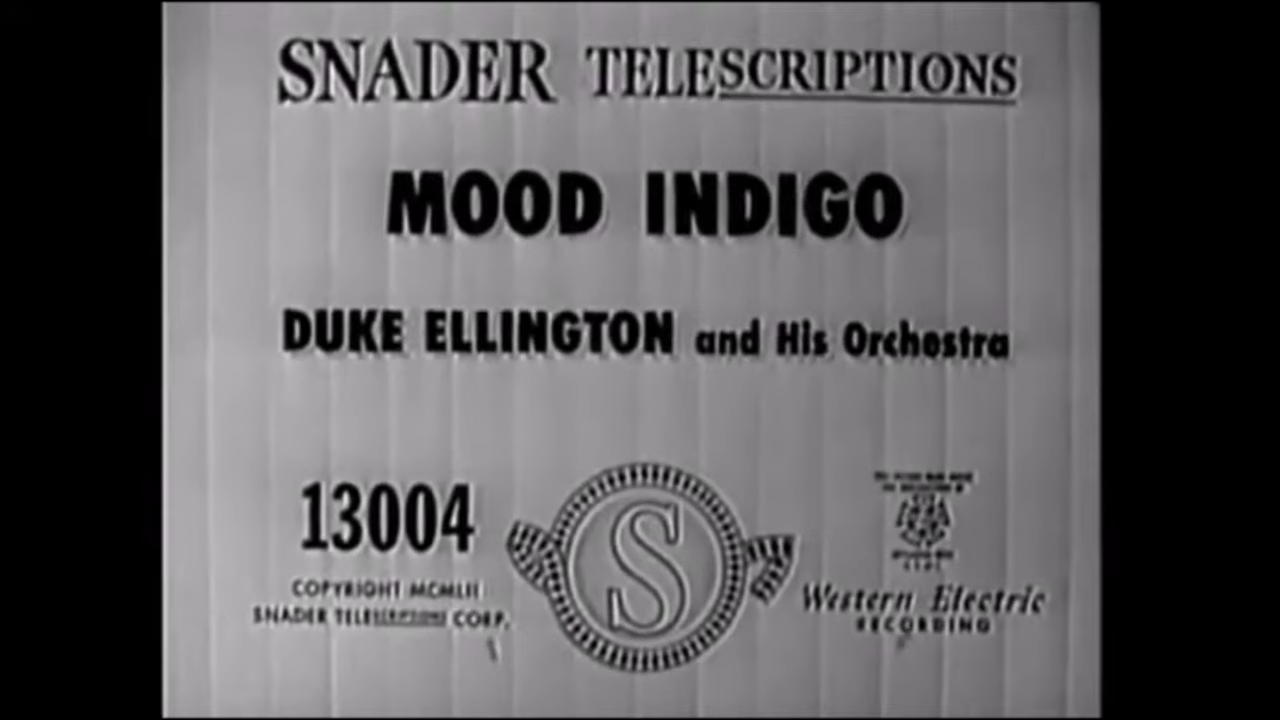 SNADER TELESCRIPTIONS
MOOD INDIGO
DUKE ELLINGTON and His Orchestra
13004
COPYRIGHT MCMLII
SNADER TELESCRIPTIONS CORP.
S
Western Electric
RECORDING